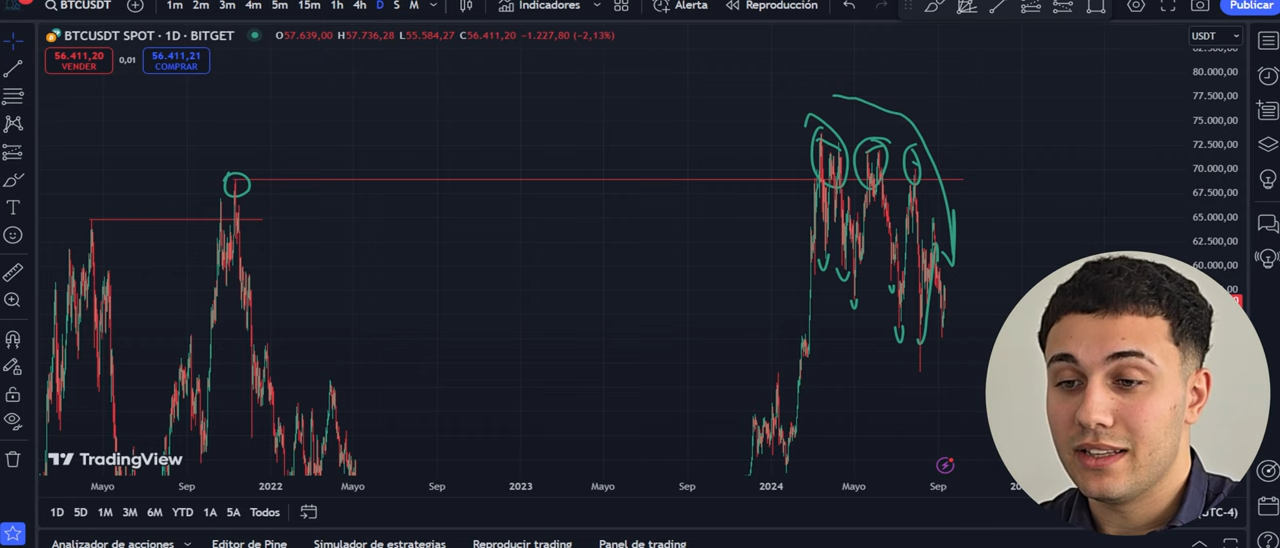 BTCUSDT
1m 2m 3m 4m 5m 15m 1h 4h D S M
Indicadores
Alerta
Reproducción
Publicar
BTCUSDT SPOT · 1D · BITGET
O57.639,00 H57.736,28 L55.584,27 C56.411,20 −1.227,80 (−2,13%)
USDT
56.411,20
VENDER
0,01
56.411,21
COMPRAR
80.000,00
77.500,00
75.000,00
72.500,00
70.000,00
67.500,00
65.000,00
62.500,00
60.000,00
TradingView
Mayo Sep 2022 Mayo Sep 2023 Mayo Sep 2024 Mayo Sep
1D 5D 1M 3M 6M YTD 1A 5A Todos
(UTC-4)
Analizador de acciones
Editor de Pine
Simulador de estrategias
Reproducir trading
Panel de trading